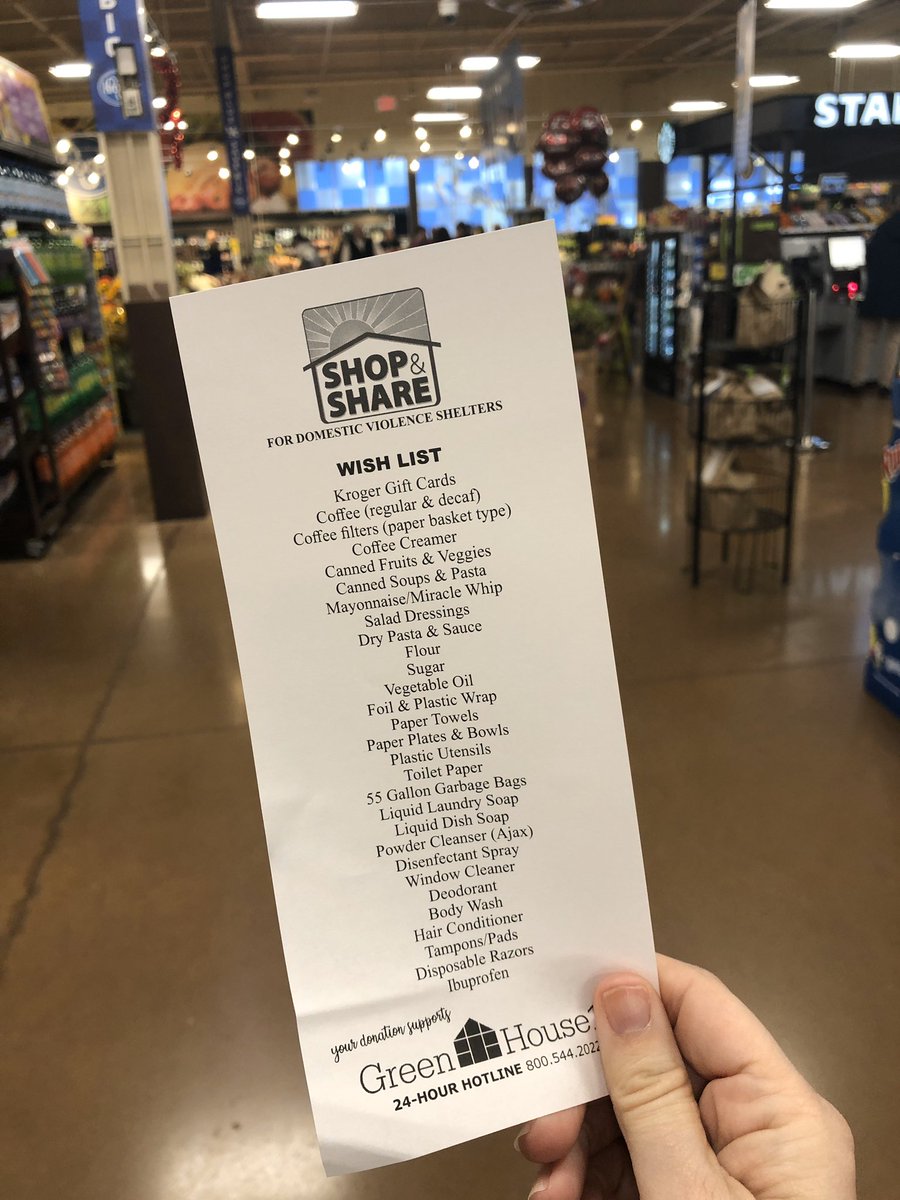 STA
SHOP &
SHARE
FOR DOMESTIC VIOLENCE SHELTERS
WISH LIST
Kroger Gift Cards
Coffee (regular & decaf)
Coffee filters (paper basket type)
Coffee Creamer
Canned Fruits & Veggies
Canned Soups & Pasta
Mayonnaise/Miracle Whip
Salad Dressings
Dry Pasta & Sauce
Flour
Sugar
Vegetable Oil
Foil & Plastic Wrap
Paper Towels
Paper Plates & Bowls
Plastic Utensils
Toilet Paper
55 Gallon Garbage Bags
Liquid Laundry Soap
Liquid Dish Soap
Powder Cleanser (Ajax)
Disenfectant Spray
Window Cleaner
Deodorant
Body Wash
Hair Conditioner
Tampons/Pads
Disposable Razors
Ibuprofen
your donation supports
Green House
24-HOUR HOTLINE 800.544.2022